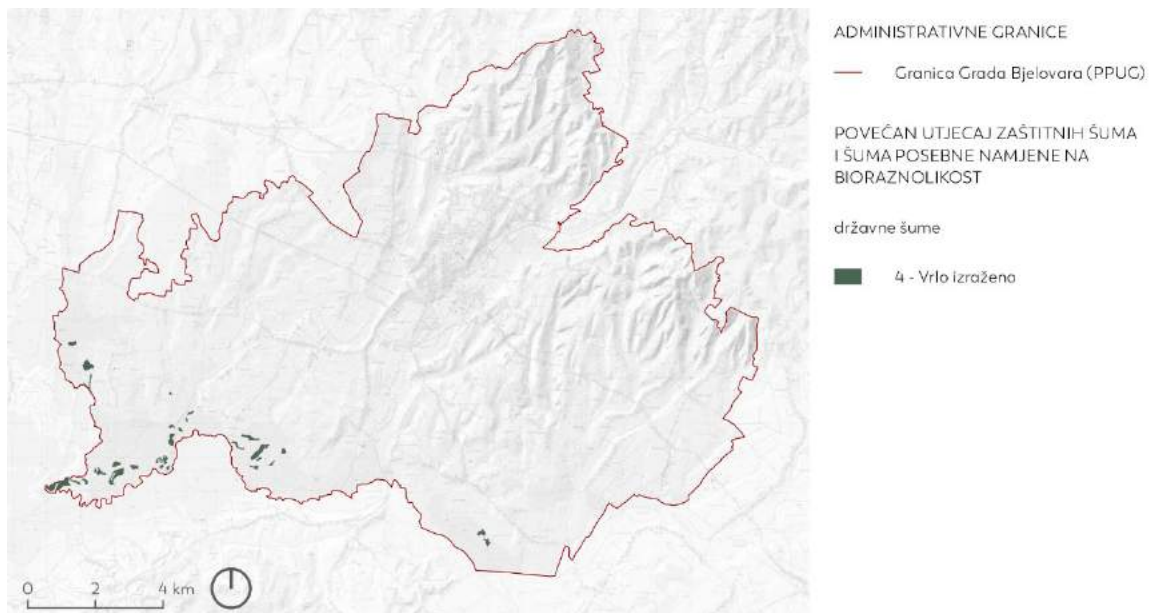 ADMINISTRATIVNE GRANICE
Granica Grada Bjelovara (PPUG)
POVEĆAN UTJECAJ ZAŠTITNIH ŠUMA
I ŠUMA POSEBNE NAMJENE NA
BIORAZNOLIKOST
državne šume
4 - Vrlo izražena
0 2 4 km